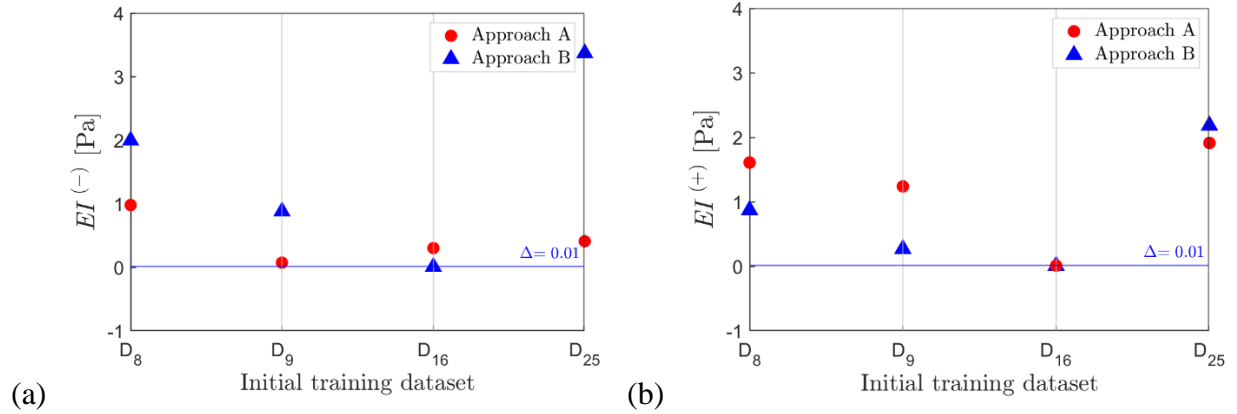 4
3
2
1
0
-1
EI (−) [Pa]
Approach A
Approach B
Δ= 0.01
D8 D9 D16 D25
Initial training dataset
(a)
4
3
2
1
0
-1
EI (+) [Pa]
Approach A
Approach B
Δ= 0.01
D8 D9 D16 D25
Initial training dataset
(b)